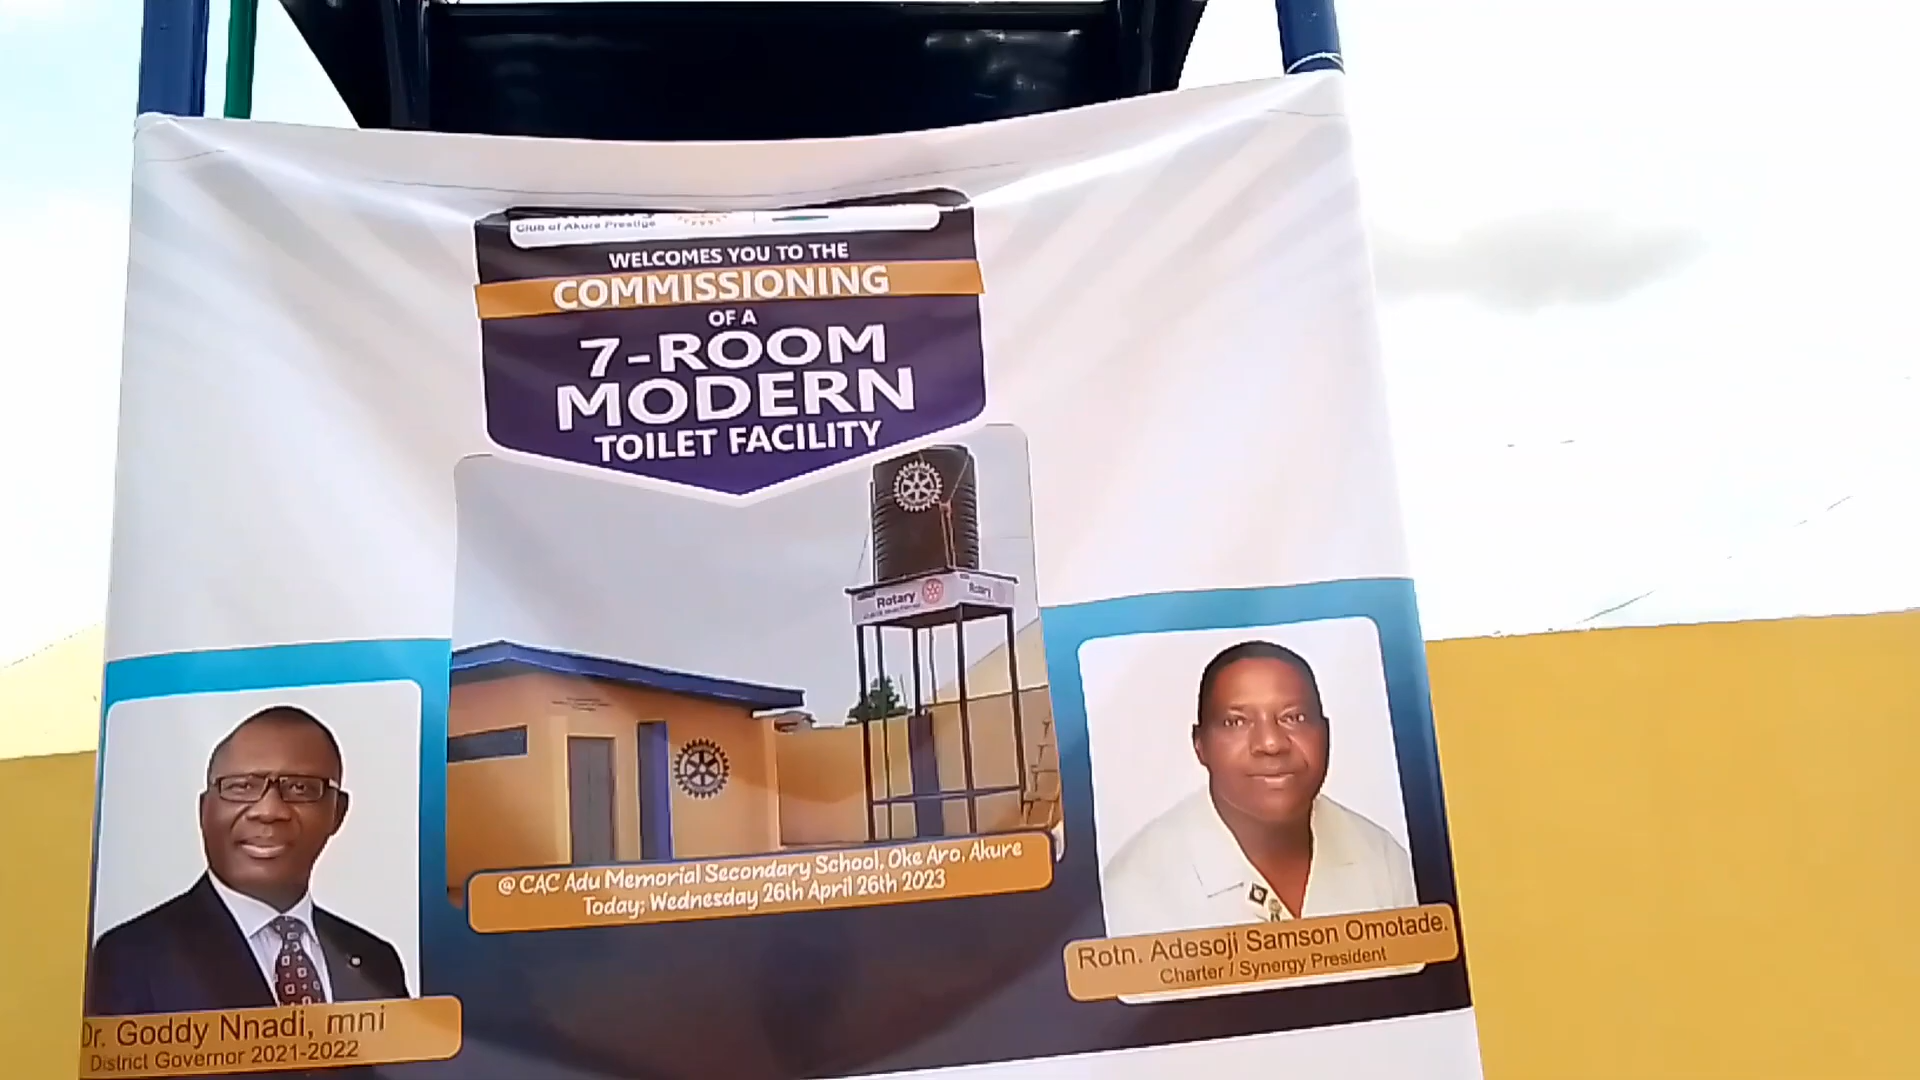 Club of Akure Prestige
WELCOMES YOU TO THE
COMMISSIONING
OF A
7-ROOM
MODERN
TOILET FACILITY
Rotary
Rotary
@ CAC Adu Memorial Secondary School, Oke Aro, Akure
Today; Wednesday 26th April 26th 2023
Dr. Goddy Nnadi, mni
District Governor 2021-2022
Rotn. Adesoji Samson Omotade.
Charter / Synergy President